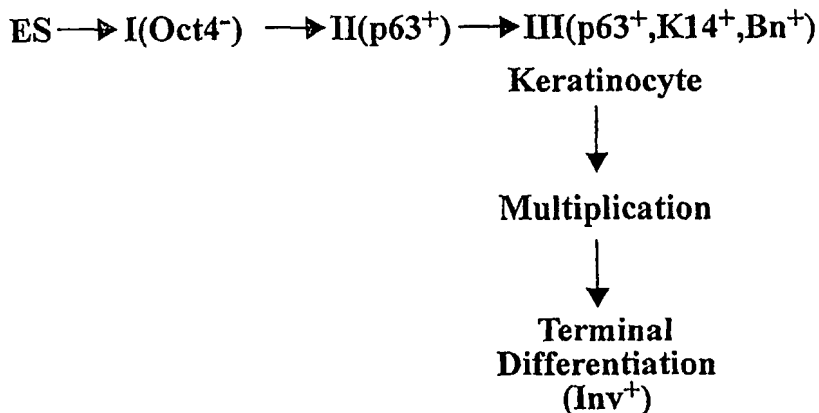 ES → I(Oct4⁻) → II(p63⁺) → III(p63⁺,K14⁺,Bn⁺)
Keratinocyte
Multiplication
Terminal
Differentiation
(Inv⁺)